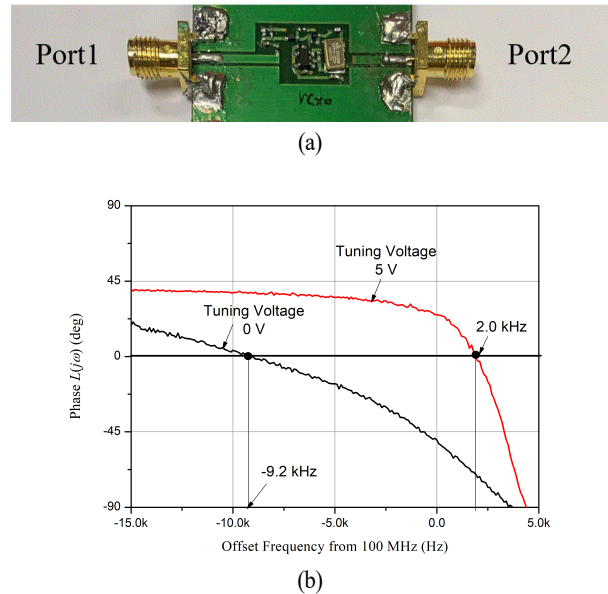 Port1
Port2
vcxo
(a)
90
45
0
-45
-90
Phase L(jω) (deg)
Tuning Voltage
5 V
Tuning Voltage
0 V
2.0 kHz
-9.2 kHz
-15.0k -10.0k -5.0k 0.0 5.0k
Offset Frequency from 100 MHz (Hz)
(b)